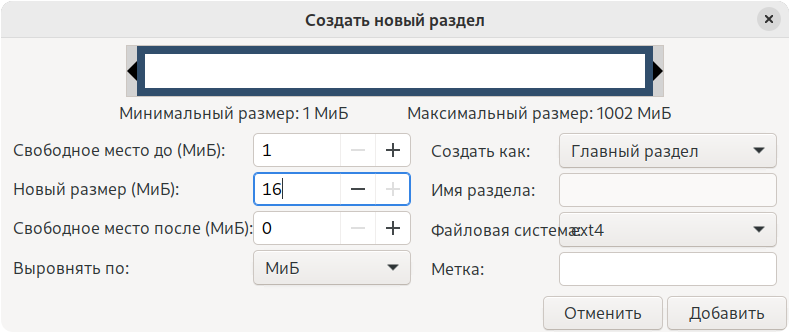 Создать новый раздел
Минимальный размер: 1 МиБ Максимальный размер: 1002 МиБ
Свободное место до (МиБ): 1 Создать как: Главный раздел
Новый размер (МиБ): 16 Имя раздела:
Свободное место после (МиБ): 0 Файловая система: ext4
Выровнять по: МиБ Метка:
Отменить Добавить